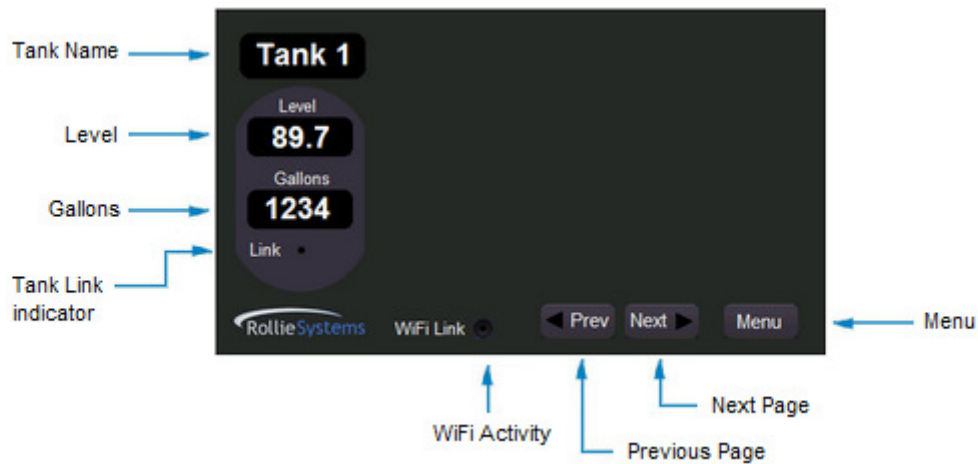 Tank Name
Tank 1
Level
Level
89.7
Gallons
Gallons
1234
Link
Tank Link
indicator
RollieSystems
WiFi Link
Prev
Next
Menu
Menu
Next Page
WiFi Activity
Previous Page